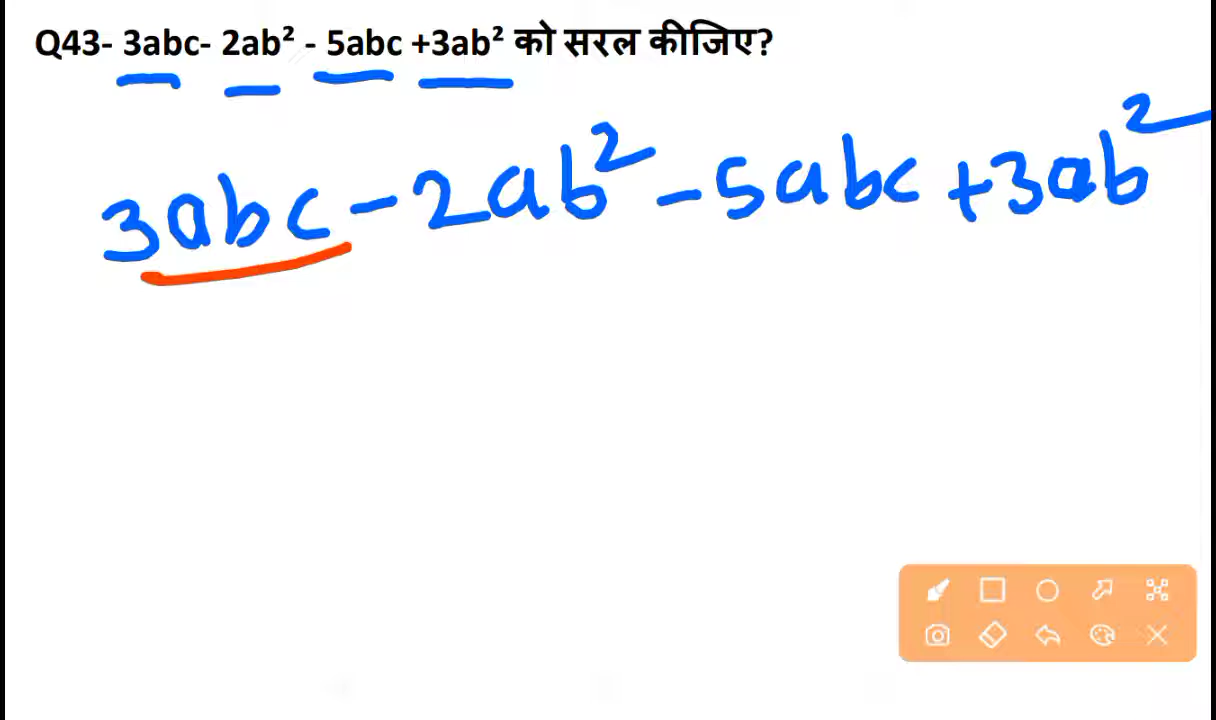 Q43- 3abc- 2ab² - 5abc +3ab² को सरल कीजिए?
3abc - 2ab² - 5abc + 3ab²